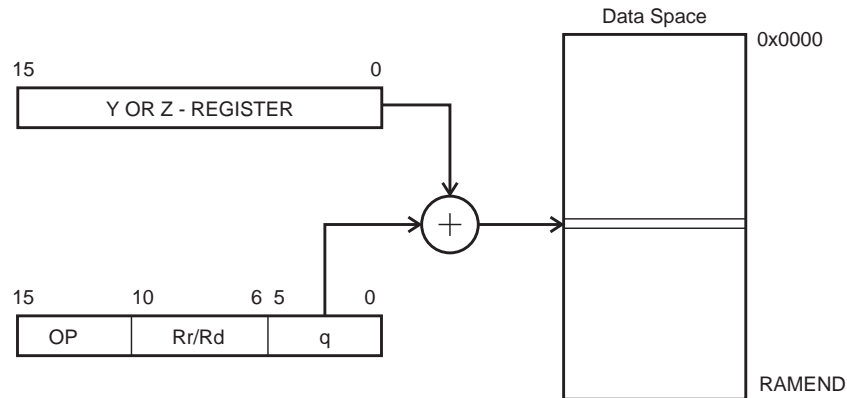 Data Space
0x0000
15 0
Y OR Z - REGISTER
+
15 10 6 5 0
OP Rr/Rd q
RAMEND